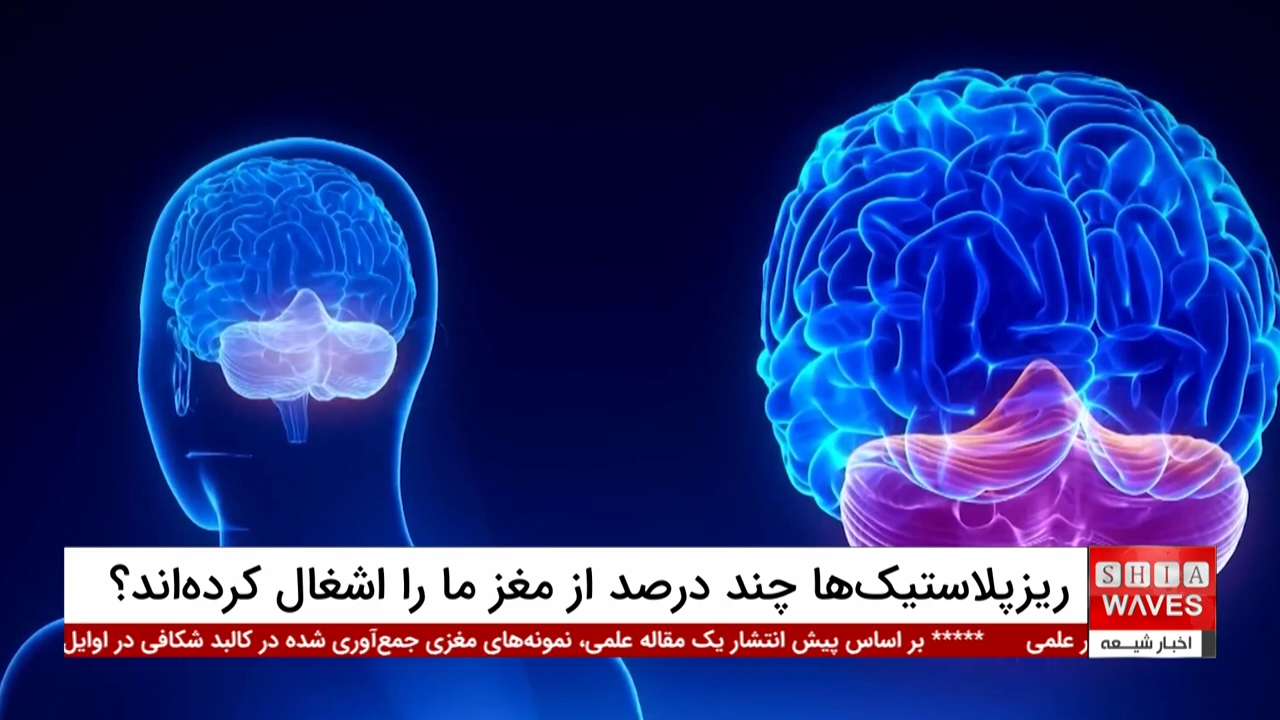 ریزپلاستیک‌ها چند درصد از مغز ما را اشغال کرده‌اند؟
SHIA
WAVES
ر علمی ***** بر اساس پیش انتشار یک مقاله علمی، نمونه‌های مغزی جمع‌آوری شده در کالبد شکافی در اوایل
اخبار شیعه